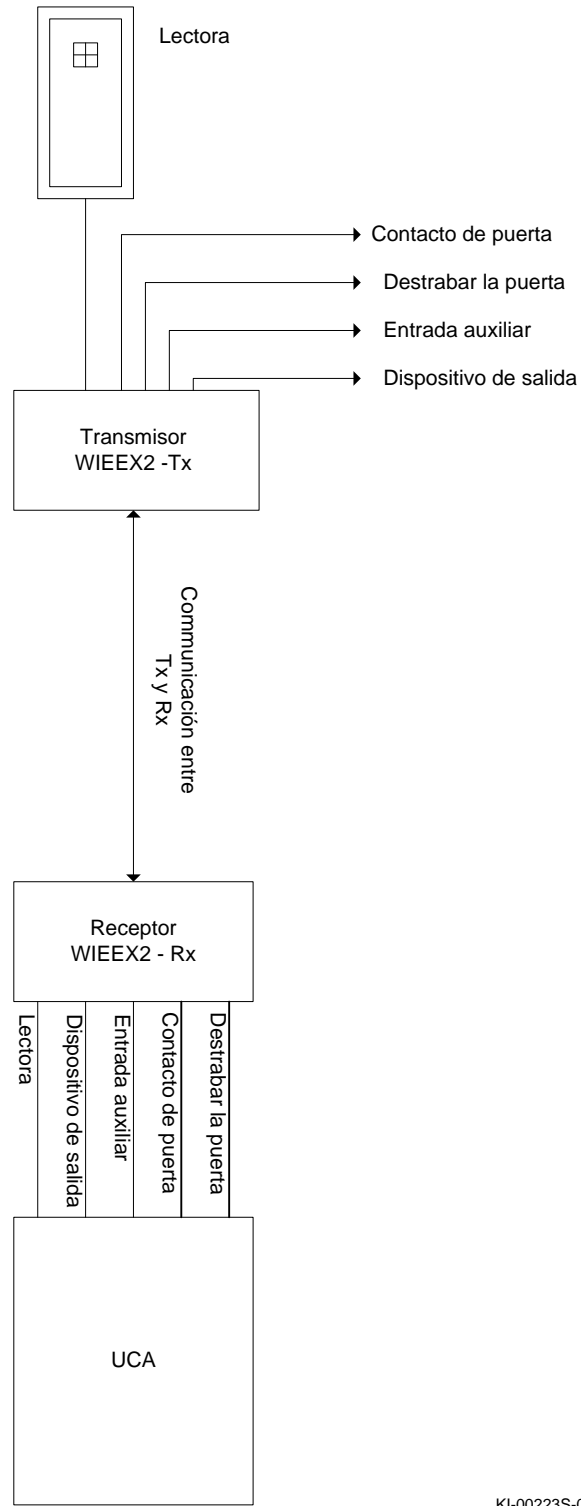 Lectora
Contacto de puerta
Destrabar la puerta
Entrada auxiliar
Dispositivo de salida
Transmisor
WIEEX2 -Tx
Communicación entre
Tx y Rx
Receptor
WIEEX2 - Rx
Lectora
Dispositivo de salida
Entrada auxiliar
Contacto de puerta
Destrabar la puerta
UCA